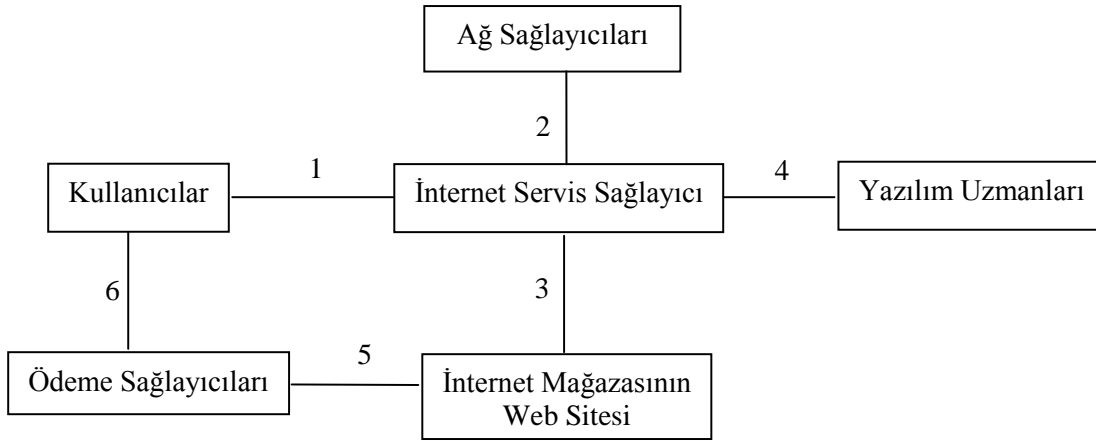 Ağ Sağlayıcıları
2
1
4
Kullanıcılar
İnternet Servis Sağlayıcı
Yazılım Uzmanları
6
3
5
Ödeme Sağlayıcıları
İnternet Mağazasının
Web Sitesi